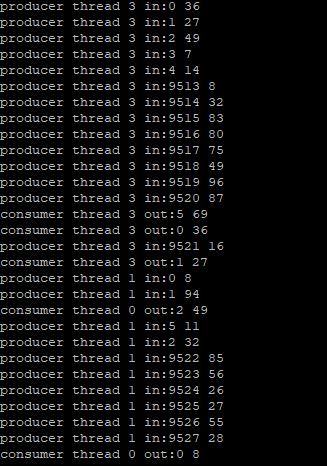 producer thread 3 in:0 36
producer thread 3 in:1 27
producer thread 3 in:2 49
producer thread 3 in:3 7
producer thread 3 in:4 14
producer thread 3 in:9513 8
producer thread 3 in:9514 32
producer thread 3 in:9515 83
producer thread 3 in:9516 80
producer thread 3 in:9517 75
producer thread 3 in:9518 49
producer thread 3 in:9519 96
producer thread 3 in:9520 87
consumer thread 3 out:5 69
consumer thread 3 out:0 36
producer thread 3 in:9521 16
consumer thread 3 out:1 27
producer thread 1 in:0 8
producer thread 1 in:1 94
consumer thread 0 out:2 49
producer thread 1 in:5 11
producer thread 1 in:2 32
producer thread 1 in:9522 85
producer thread 1 in:9523 56
producer thread 1 in:9524 26
producer thread 1 in:9525 27
producer thread 1 in:9526 55
producer thread 1 in:9527 28
consumer thread 0 out:0 8